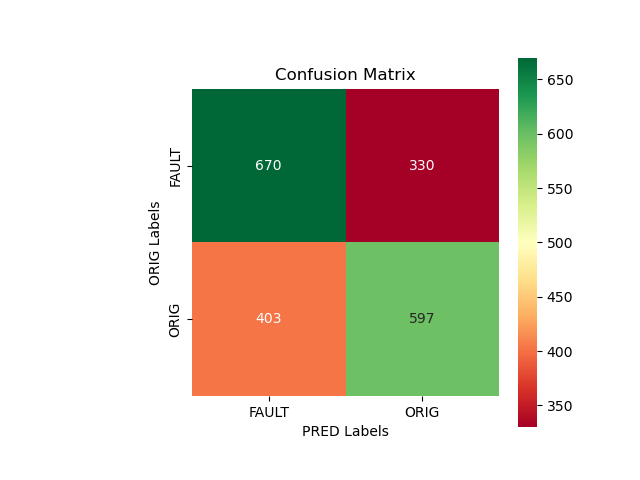 Confusion Matrix
650
600
550
500
450
400
350
FAULT
670
330
ORIG Labels
ORIG
403
597
FAULT
ORIG
PRED Labels